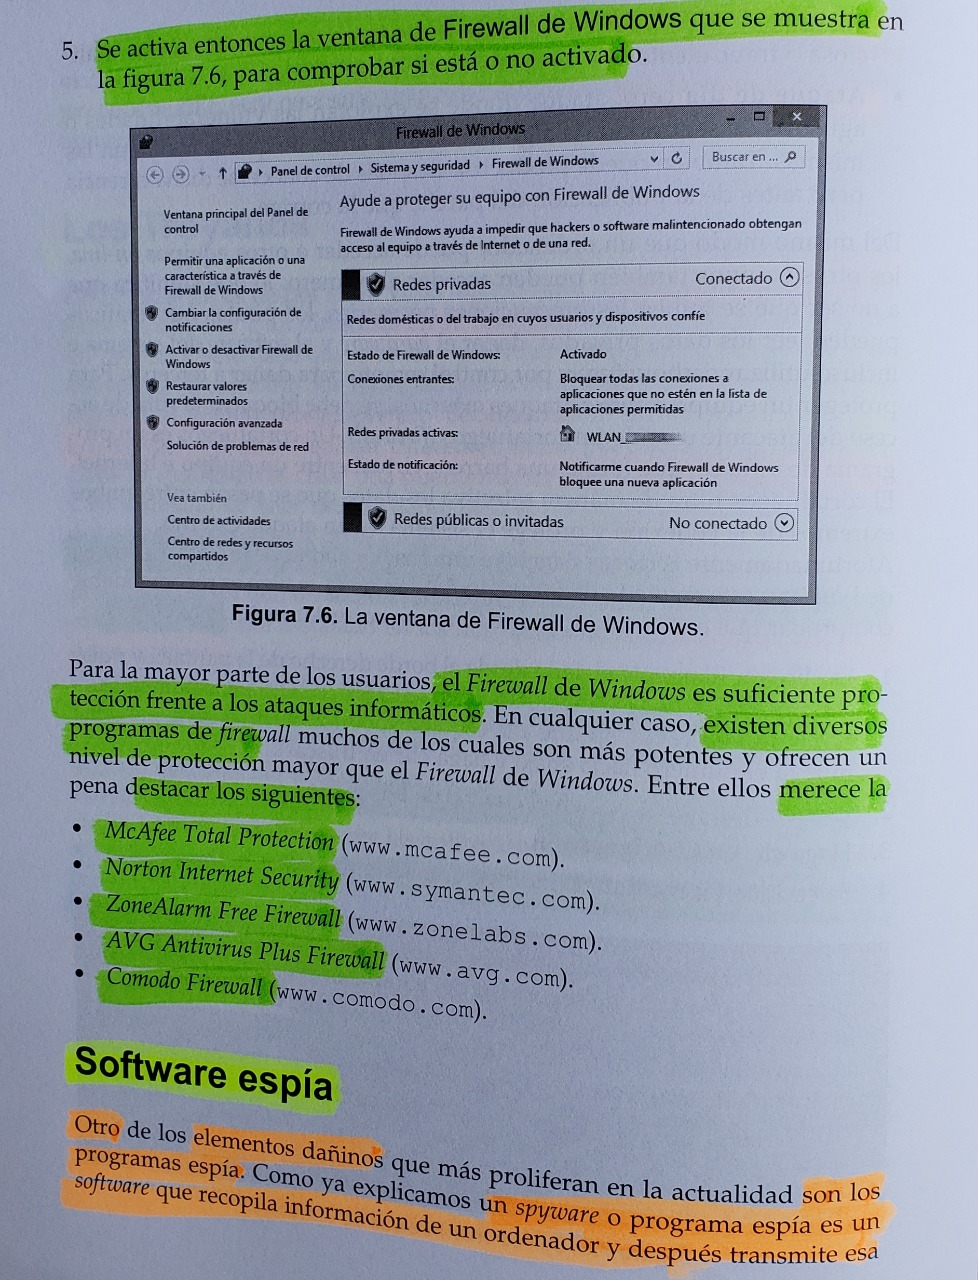 5. Se activa entonces la ventana de Firewall de Windows que se muestra en
la figura 7.6, para comprobar si está o no activado.
Firewall de Windows
Panel de control › Sistema y seguridad › Firewall de Windows
Buscar en ...
Ventana principal del Panel de
control
Permitir una aplicación o una
característica a través de
Firewall de Windows
Cambiar la configuración de
notificaciones
Activar o desactivar Firewall de
Windows
Restaurar valores
predeterminados
Configuración avanzada
Solución de problemas de red
Vea también
Centro de actividades
Centro de redes y recursos
compartidos
Ayude a proteger su equipo con Firewall de Windows
Firewall de Windows ayuda a impedir que hackers o software malintencionado obtengan
acceso al equipo a través de Internet o de una red.
Redes privadas Conectado
Redes domésticas o del trabajo en cuyos usuarios y dispositivos confíe
Estado de Firewall de Windows: Activado
Conexiones entrantes: Bloquear todas las conexiones a
aplicaciones que no estén en la lista de
aplicaciones permitidas
Redes privadas activas: WLAN_
Estado de notificación: Notificarme cuando Firewall de Windows
bloquee una nueva aplicación
Redes públicas o invitadas No conectado
Figura 7.6. La ventana de Firewall de Windows.
Para la mayor parte de los usuarios, el Firewall de Windows es suficiente pro-
tección frente a los ataques informáticos. En cualquier caso, existen diversos
programas de firewall muchos de los cuales son más potentes y ofrecen un
nivel de protección mayor que el Firewall de Windows. Entre ellos merece la
pena destacar los siguientes:
• McAfee Total Protection (www.mcafee.com).
• Norton Internet Security (www.symantec.com).
• ZoneAlarm Free Firewall (www.zonelabs.com).
• AVG Antivirus Plus Firewall (www.avg.com).
• Comodo Firewall (www.comodo.com).
Software espía
Otro de los elementos dañinos que más proliferan en la actualidad son los
programas espía. Como ya explicamos un spyware o programa espía es un
software que recopila información de un ordenador y después transmite esa